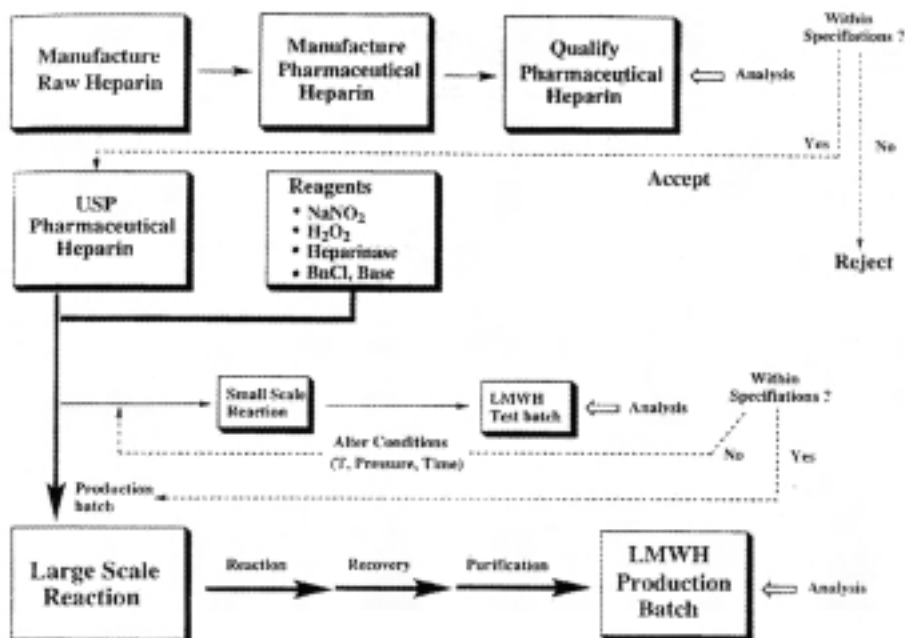 Manufacture
Raw Heparin
Manufacture
Pharmaceutical
Heparin
Qualify
Pharmaceutical
Heparin
Analysis
Within
Specifiations ?
Yes
No
Accept
Reject
USP
Pharmaceutical
Heparin
Reagents
• NaNO₂
• H₂O₂
• Heparinase
• BnCl, Base
Small Scale
Reaction
LMWH
Test batch
Analysis
Within
Specifiations ?
Alter Conditions
(T, Pressure, Time)
No
Yes
Production
batch
Large Scale
Reaction
Reaction
Recovery
Purification
LMWH
Production
Batch
Analysis